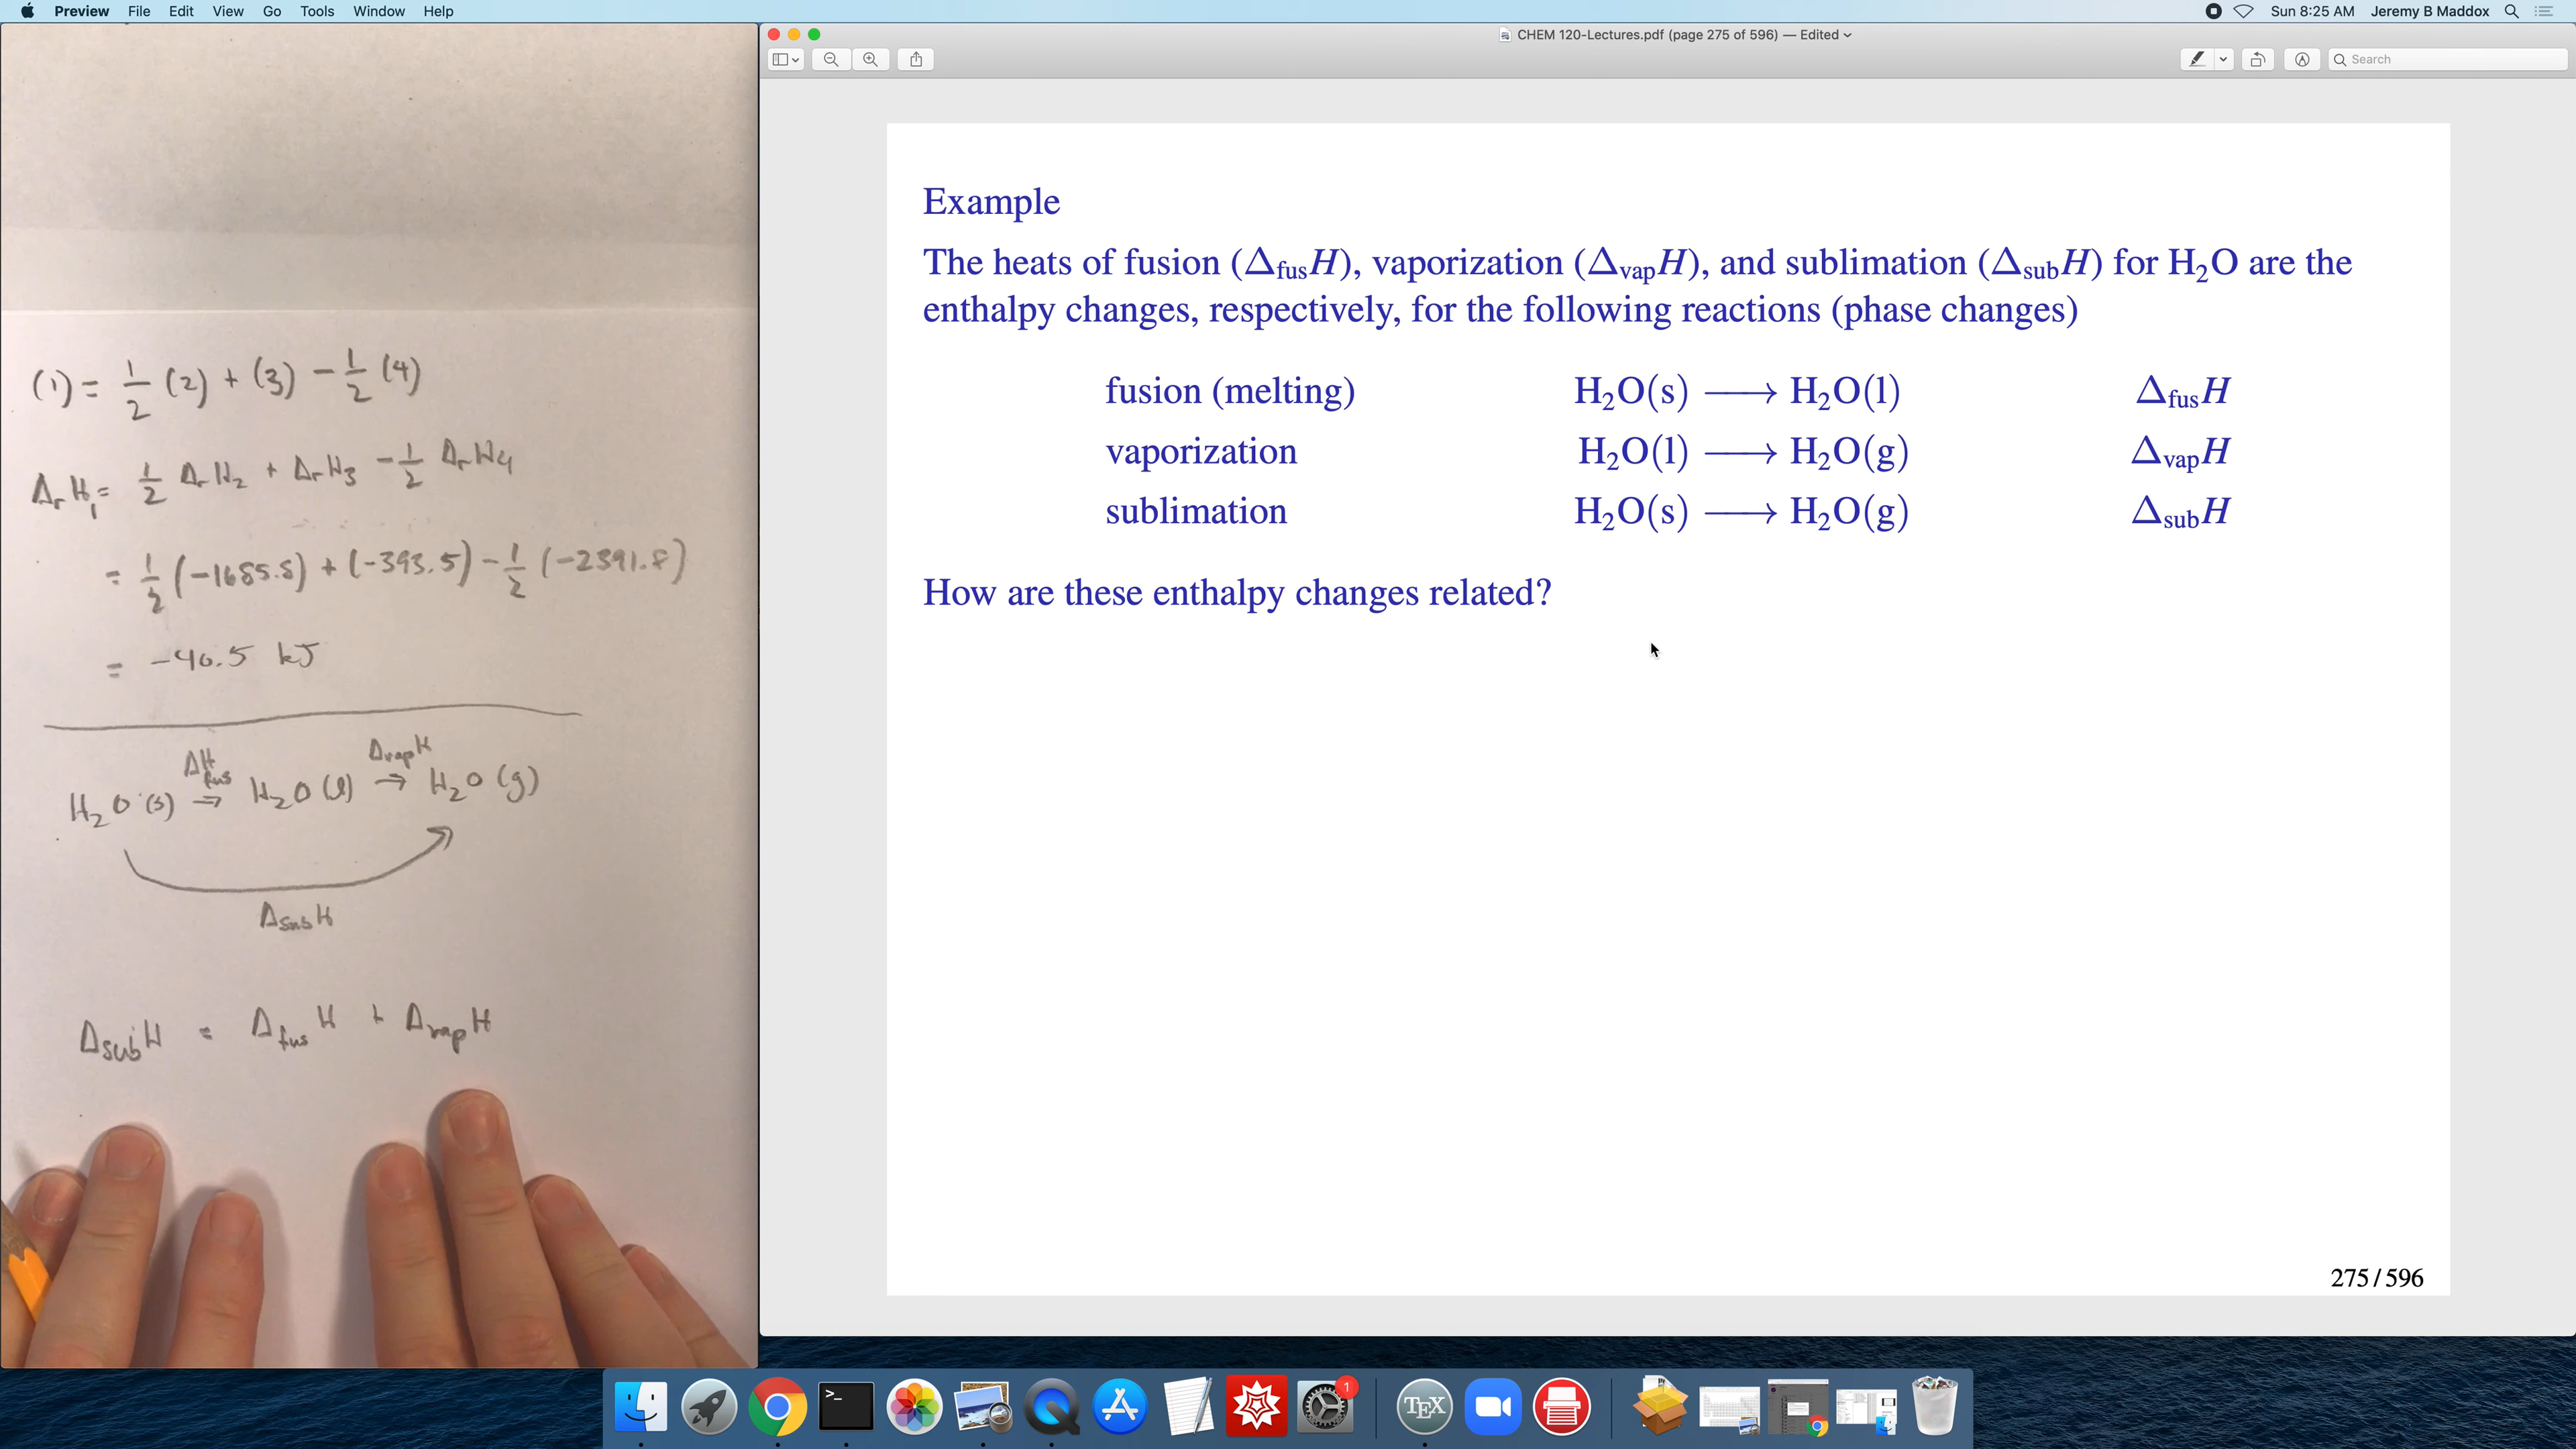 Preview File Edit View Go Tools Window Help
Sun 8:25 AM Jeremy B Maddox
CHEM 120-Lectures.pdf (page 275 of 596) — Edited
Search
(1) = 1/2 (2) + (3) - 1/2 (4)
ΔrH1 = 1/2 ΔrH2 + ΔrH3 - 1/2 ΔrH4
= 1/2 (-1685.8) + (-393.5) - 1/2 (-2391.8)
= -40.5 kJ
ΔH fus ΔvapH
H2O (s) → H2O (l) → H2O (g)
ΔsubH
ΔsubH = ΔfusH + ΔvapH
Example
The heats of fusion (ΔfusH), vaporization (ΔvapH), and sublimation (ΔsubH) for H2O are the
enthalpy changes, respectively, for the following reactions (phase changes)
fusion (melting) H2O(s) ⟶ H2O(l) ΔfusH
vaporization H2O(l) ⟶ H2O(g) ΔvapH
sublimation H2O(s) ⟶ H2O(g) ΔsubH
How are these enthalpy changes related?
275/596
>_
1
TEX